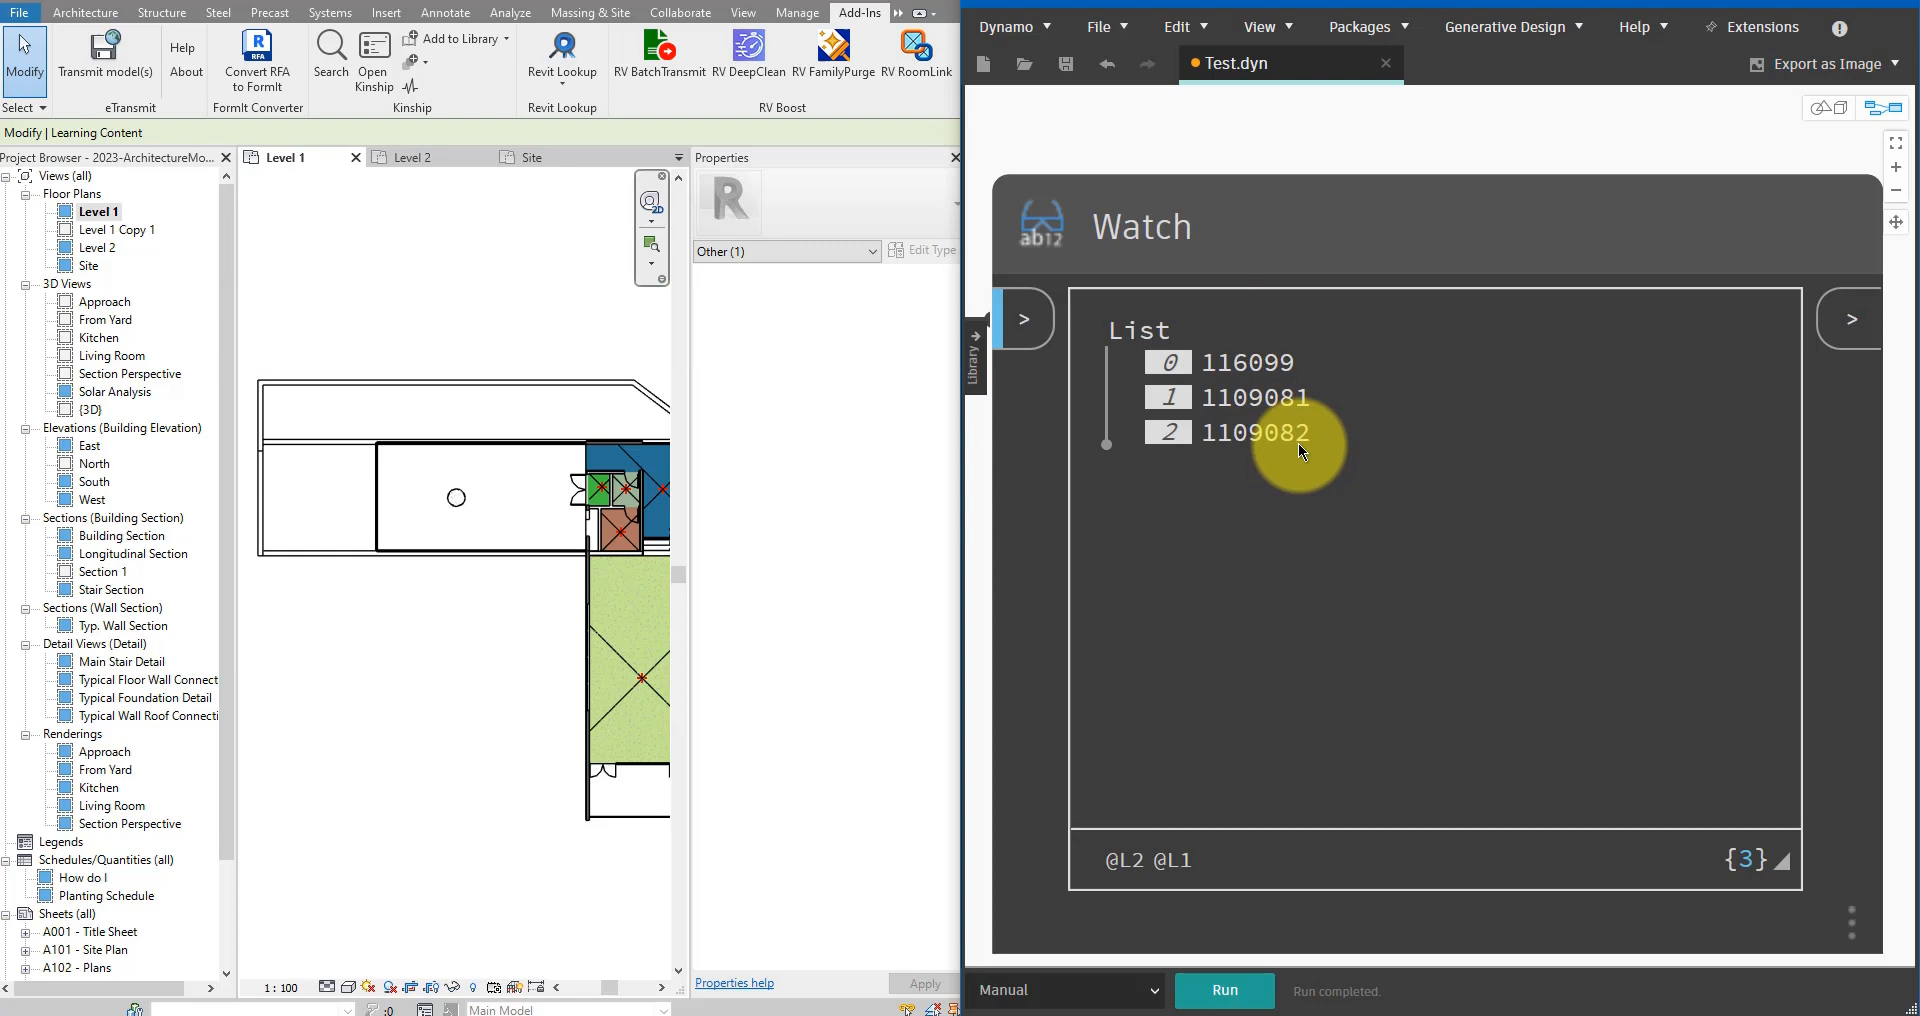 File Architecture Structure Steel Precast Systems Insert Annotate Analyze Massing & Site Collaborate View Manage Add-Ins
Modify
Select
Transmit model(s)
eTransmit
Help
About
Convert RFA
to FormIt
FormIt Converter
Search
Open
Kinship
Add to Library
Kinship
Revit Lookup
Revit Lookup
RV BatchTransmit RV DeepClean RV FamilyPurge RV RoomLink
RV Boost
Modify | Learning Content
Project Browser - 2023-ArchitectureMo...
Views (all)
Floor Plans
Level 1
Level 1 Copy 1
Level 2
Site
3D Views
Approach
From Yard
Kitchen
Living Room
Section Perspective
Solar Analysis
{3D}
Elevations (Building Elevation)
East
North
South
West
Sections (Building Section)
Building Section
Longitudinal Section
Section 1
Stair Section
Sections (Wall Section)
Typ. Wall Section
Detail Views (Detail)
Main Stair Detail
Typical Floor Wall Connect
Typical Foundation Detail
Typical Wall Roof Connecti
Renderings
Approach
From Yard
Kitchen
Living Room
Section Perspective
Legends
Schedules/Quantities (all)
How do I
Planting Schedule
Sheets (all)
A001 - Title Sheet
A101 - Site Plan
A102 - Plans
Level 1
Level 2
Site
2D
1 : 100
:0
Main Model
Properties
R
Other (1)
Edit Type
Properties help
Apply
Dynamo File Edit View Packages Generative Design Help Extensions
Test.dyn
Export as Image
ab12
Watch
>
>
Library
List
0 116099
1 1109081
2 1109082
@L2 @L1
{3}
Manual
Run
Run completed.